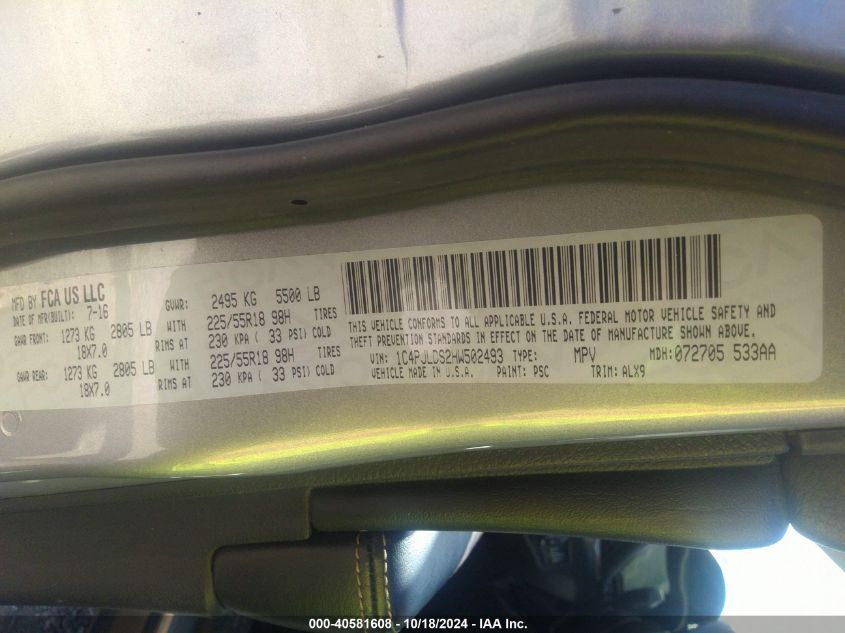 MFD BY FCA US LLC
DATE OF MFR(BUILT): 7-16 GVWR: 2495 KG 5500 LB
GAWR FRONT: 1273 KG 2805 LB WITH 225/55R18 98H TIRES
18X7.0 RIMS AT 230 KPA ( 33 PSI) COLD
GAWR REAR: 1273 KG 2805 LB WITH 225/55R18 98H TIRES
18X7.0 RIMS AT 230 KPA ( 33 PSI) COLD
THIS VEHICLE CONFORMS TO ALL APPLICABLE U.S.A. FEDERAL MOTOR VEHICLE SAFETY AND
THEFT PREVENTION STANDARDS IN EFFECT ON THE DATE OF MANUFACTURE SHOWN ABOVE.
VIN: 1C4PJLDS2HW502493 TYPE: MPV MDH: 072705 533AA
VEHICLE MADE IN U.S.A. PAINT: PSC TRIM: ALX9
000-40581608 - 10/18/2024 - IAA Inc.